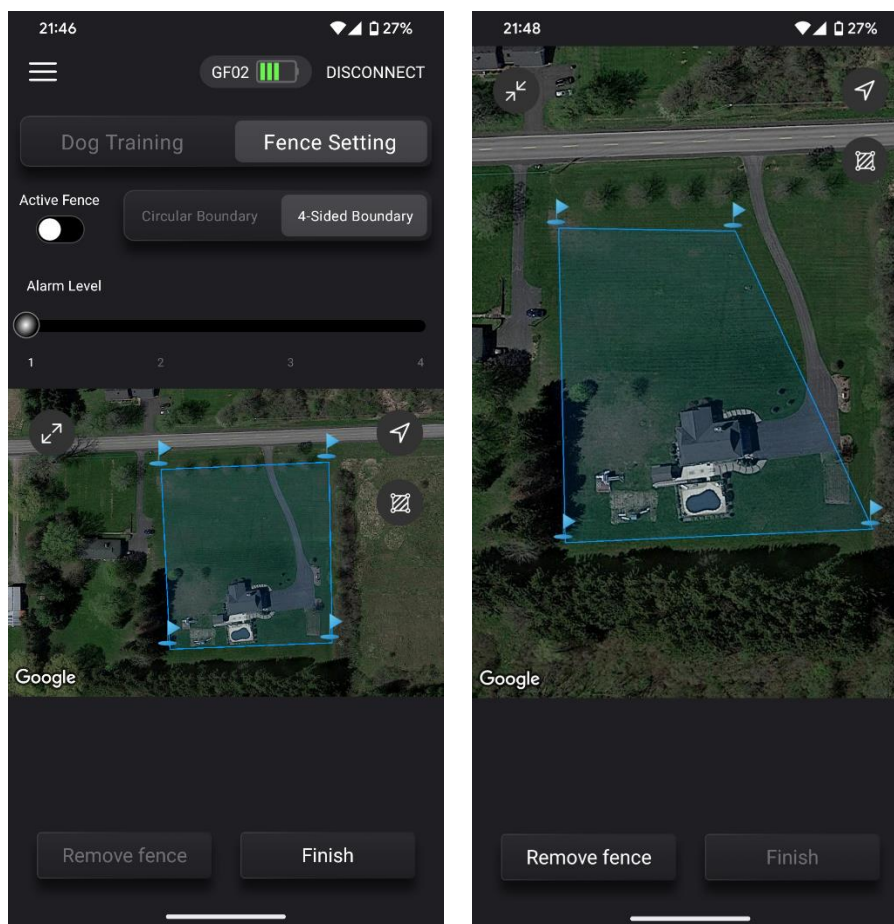 21:46
27%
GF02
DISCONNECT
Dog Training
Fence Setting
Active Fence
Circular Boundary
4-Sided Boundary
Alarm Level
1 2 3 4
Google
Remove fence
Finish
21:48
27%
Google
Remove fence
Finish